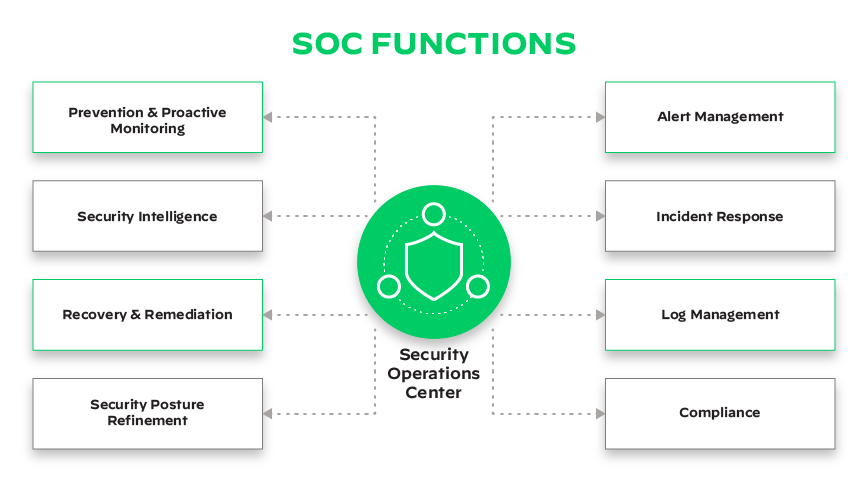 SOC FUNCTIONS
Prevention & Proactive
Monitoring
Security Intelligence
Recovery & Remediation
Security Posture
Refinement
Security
Operations
Center
Alert Management
Incident Response
Log Management
Compliance